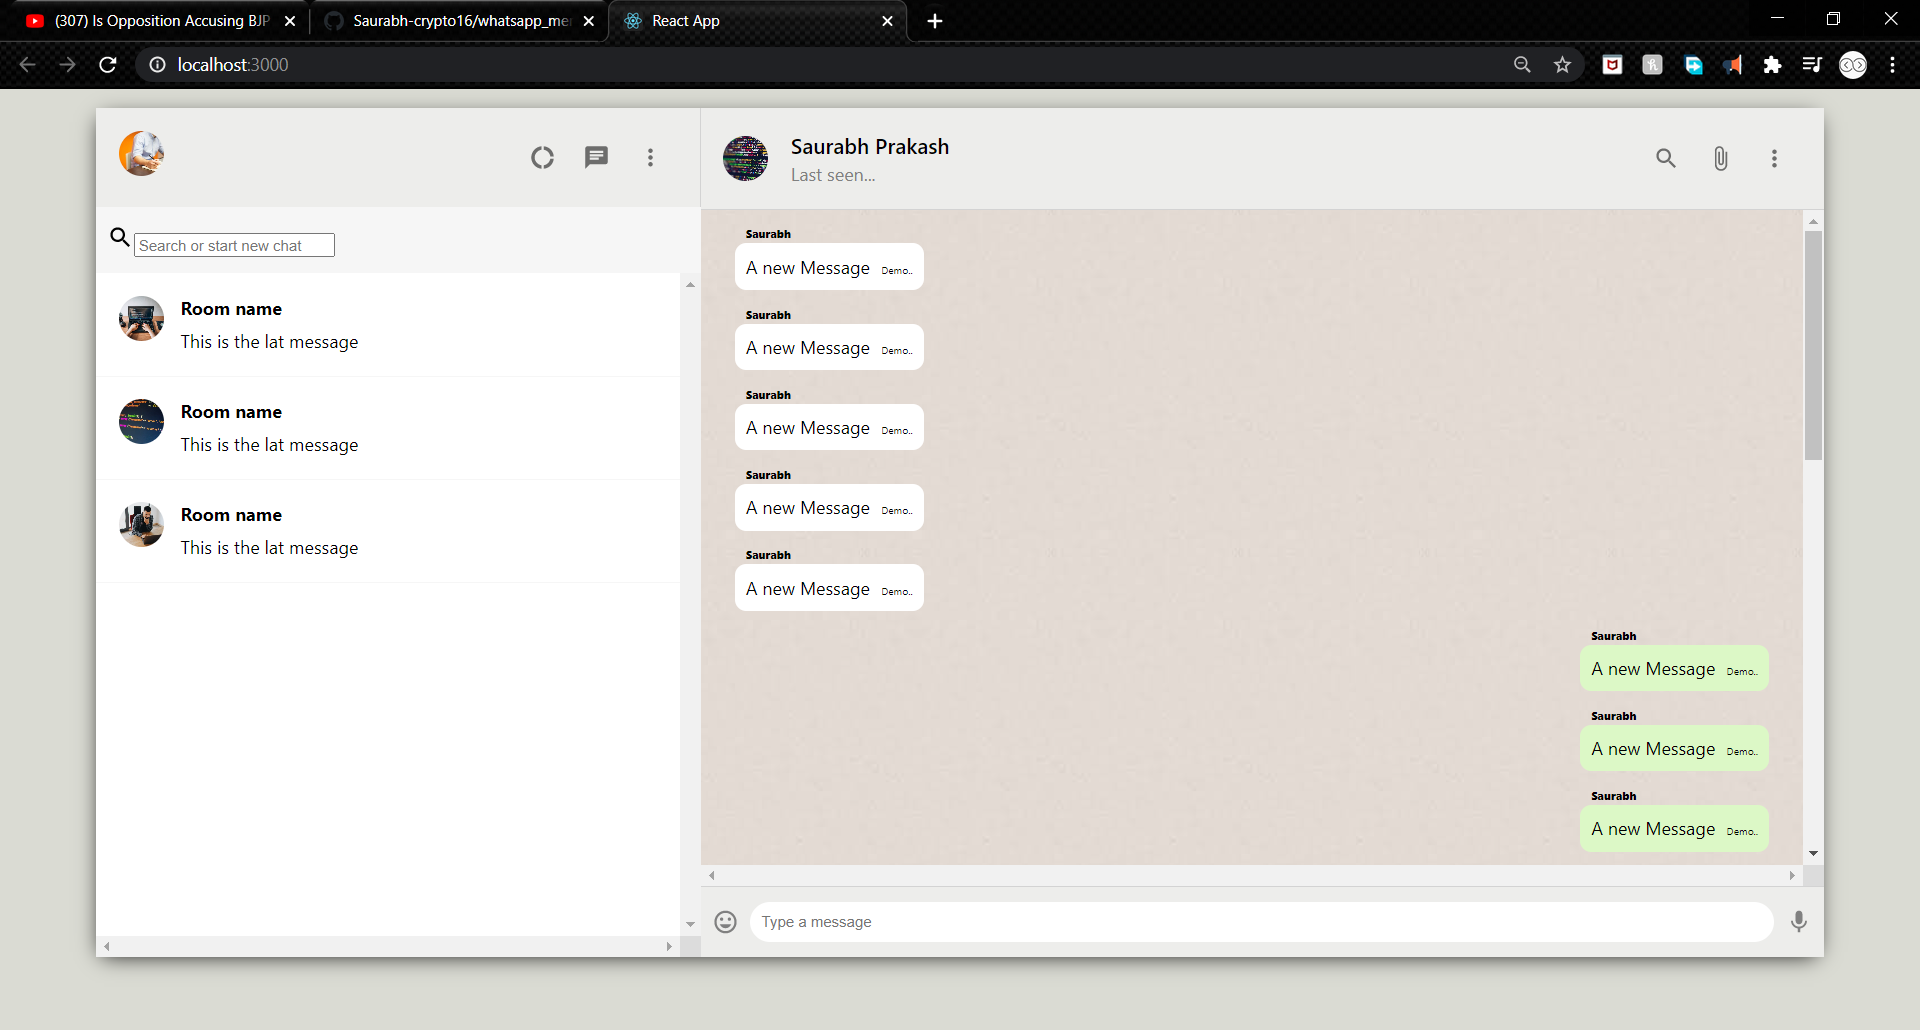 (307) Is Opposition Accusing BJP
Saurabh-crypto16/whatsapp_me
React App
localhost:3000
Saurabh Prakash
Last seen...
Search or start new chat
Room name
This is the lat message
Room name
This is the lat message
Room name
This is the lat message
Saurabh
A new Message Demo..
Saurabh
A new Message Demo..
Saurabh
A new Message Demo..
Saurabh
A new Message Demo..
Saurabh
A new Message Demo..
Saurabh
A new Message Demo..
Saurabh
A new Message Demo..
Saurabh
A new Message Demo..
Type a message